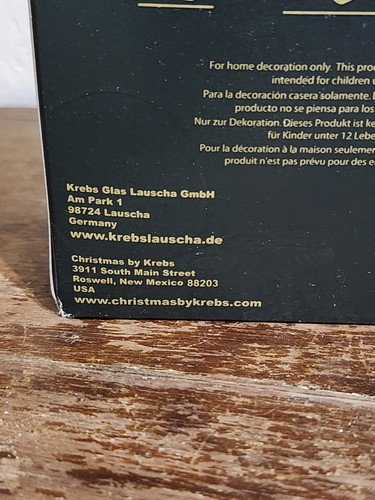 For home decoration only. This
intended for children
Para la decoración casera solamente.
producto no se piensa para los
Nur zur Dekoration. Dieses Produkt ist
für Kinder unter 12
Pour la décoration à la maison
produit n'est pas prévu pour des
Krebs Glas Lauscha GmbH
Am Park 1
98724 Lauscha
Germany
www.krebslauscha.de
Christmas by Krebs
3911 South Main Street
Roswell, New Mexico 88203
USA
www.christmasbykrebs.com